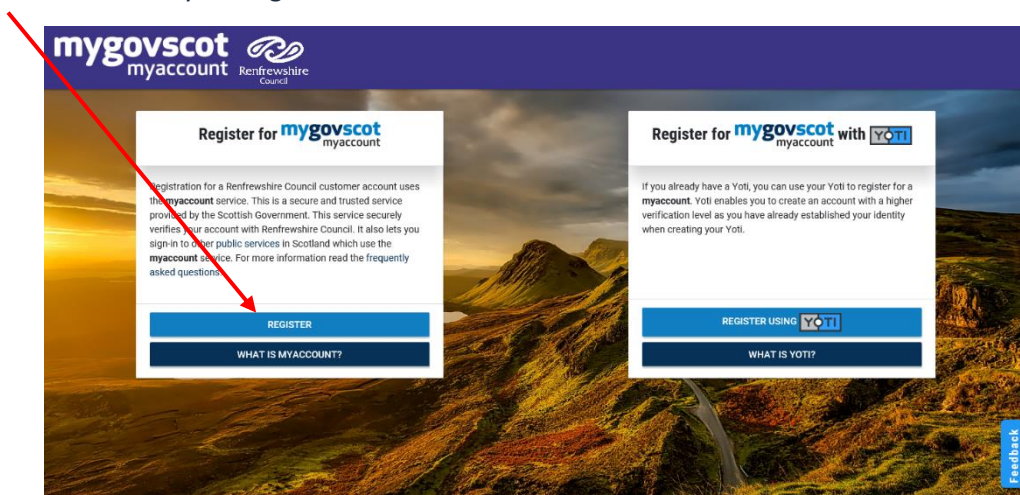 mygovscot
myaccount
Renfrewshire
Council
Register for mygovscot
myaccount
Registration for a Renfrewshire Council customer account uses
the myaccount service. This is a secure and trusted service
provided by the Scottish Government. This service securely
verifies your account with Renfrewshire Council. It also lets you
sign-in to other public services in Scotland which use the
myaccount service. For more information read the frequently
asked questions.
REGISTER
WHAT IS MYACCOUNT?
Register for mygovscot with YOTI
myaccount
If you already have a Yoti, you can use your Yoti to register for a
myaccount. Yoti enables you to create an account with a higher
verification level as you have already established your identity
when creating your Yoti.
REGISTER USING YOTI
WHAT IS YOTI?
Feedback